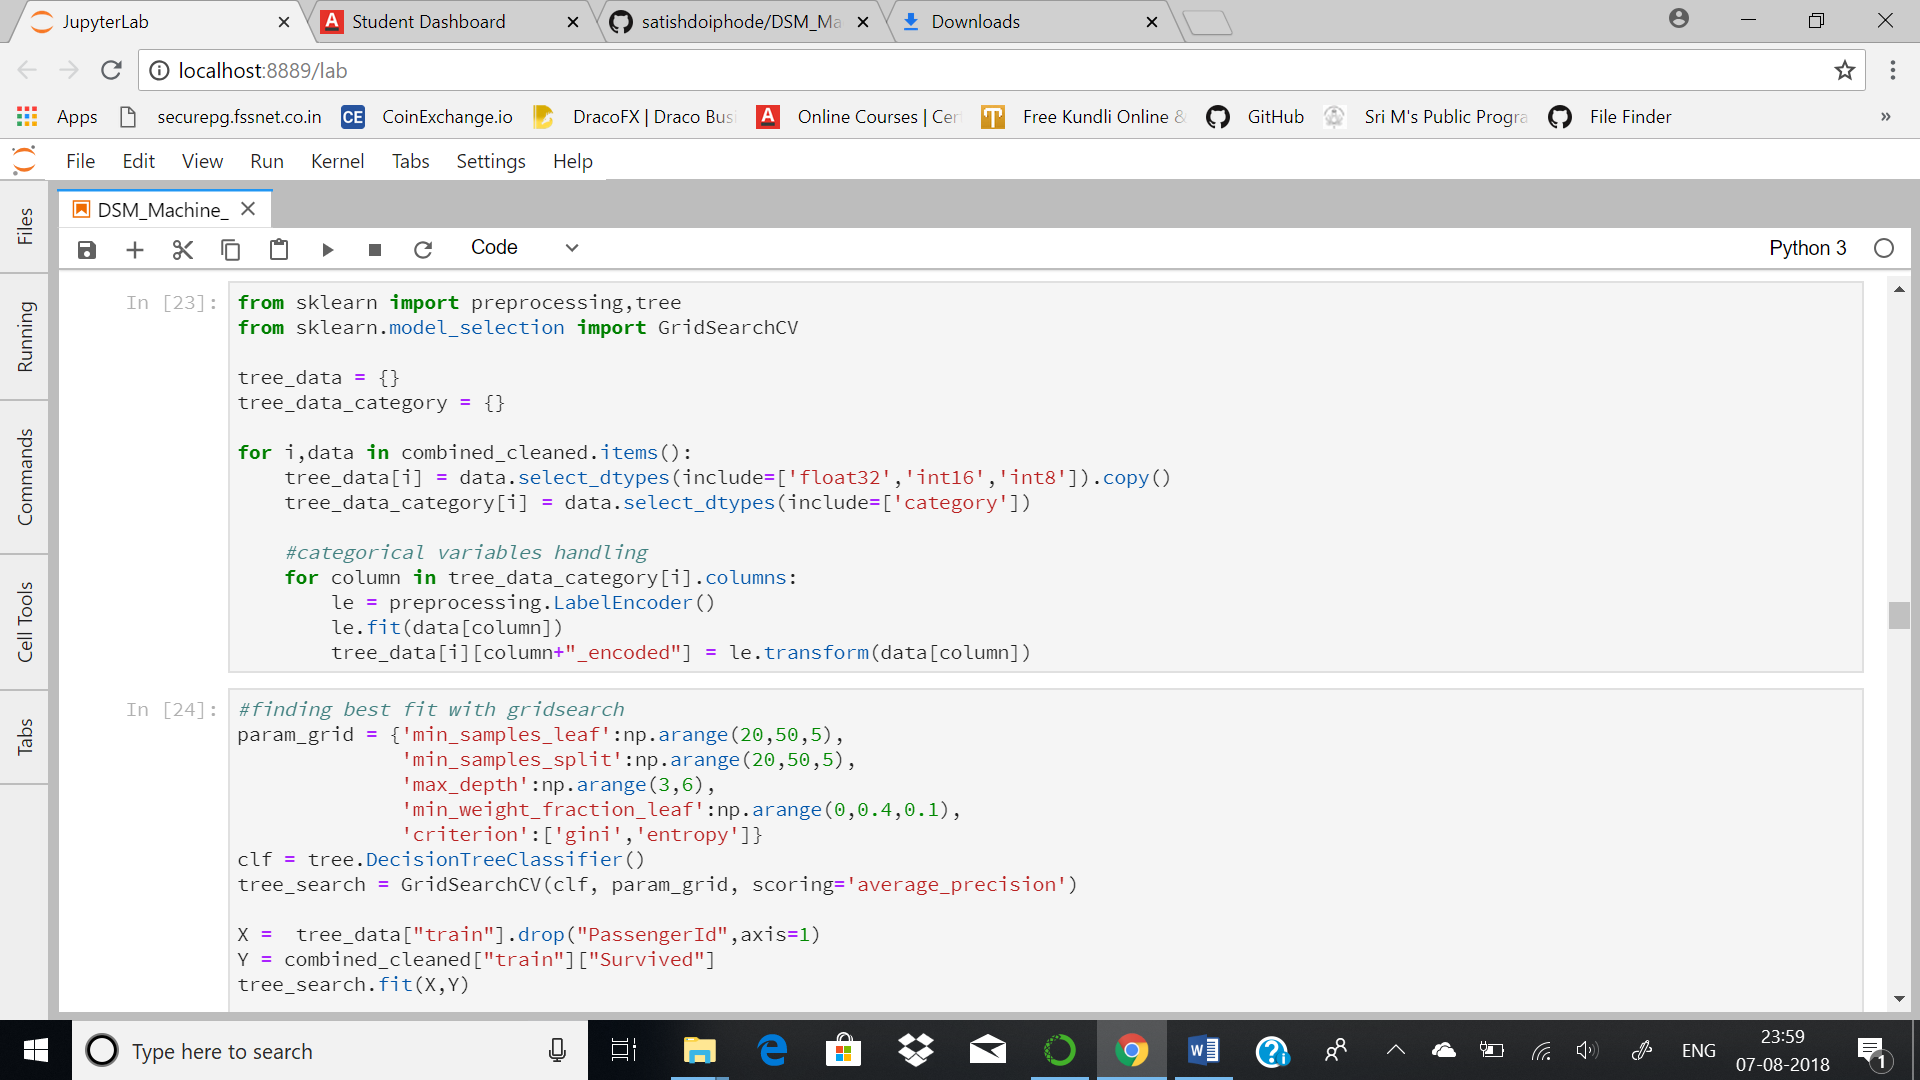 JupyterLab
Student Dashboard
satishdoiphode/DSM_Ma
Downloads
localhost:8889/lab
Apps
securepg.fssnet.co.in
CE
CoinExchange.io
DracoFX | Draco Busi
A
Online Courses | Cert
T
Free Kundli Online &
GitHub
Sri M's Public Progra
File Finder
»
File
Edit
View
Run
Kernel
Tabs
Settings
Help
Files
Running
Commands
Cell Tools
Tabs
DSM_Machine_
Code
Python 3
In [23]:
from sklearn import preprocessing,tree
from sklearn.model_selection import GridSearchCV
tree_data = {}
tree_data_category = {}
for i,data in combined_cleaned.items():
    tree_data[i] = data.select_dtypes(include=['float32','int16','int8']).copy()
    tree_data_category[i] = data.select_dtypes(include=['category'])
    #categorical variables handling
    for column in tree_data_category[i].columns:
        le = preprocessing.LabelEncoder()
        le.fit(data[column])
        tree_data[i][column+"_encoded"] = le.transform(data[column])
In [24]:
#finding best fit with gridsearch
param_grid = {'min_samples_leaf':np.arange(20,50,5),
              'min_samples_split':np.arange(20,50,5),
              'max_depth':np.arange(3,6),
              'min_weight_fraction_leaf':np.arange(0,0.4,0.1),
              'criterion':['gini','entropy']}
clf = tree.DecisionTreeClassifier()
tree_search = GridSearchCV(clf, param_grid, scoring='average_precision')
X =  tree_data["train"].drop("PassengerId",axis=1)
Y = combined_cleaned["train"]["Survived"]
tree_search.fit(X,Y)
Type here to search
ENG
23:59
07-08-2018
1